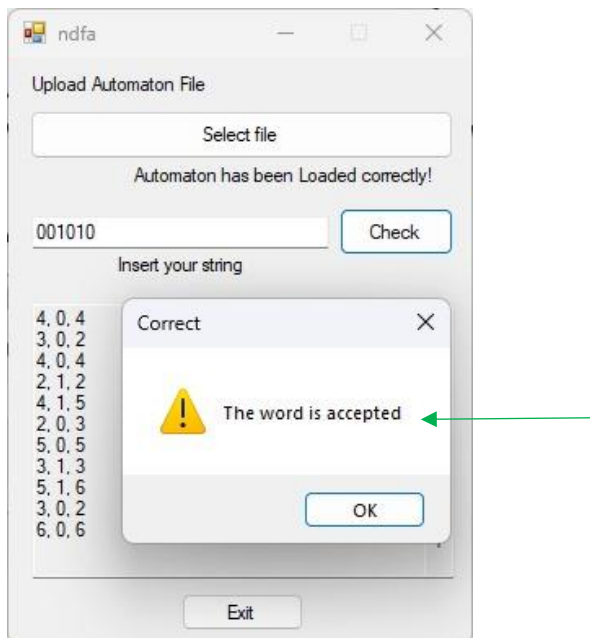 ndfa
Upload Automaton File
Select file
Automaton has been Loaded correctly!
001010
Check
Insert your string
4, 0, 4
3, 0, 2
4, 0, 4
2, 1, 2
4, 1, 5
2, 0, 3
5, 0, 5
3, 1, 3
5, 1, 6
3, 0, 2
6, 0, 6
Correct
The word is accepted
OK
Exit